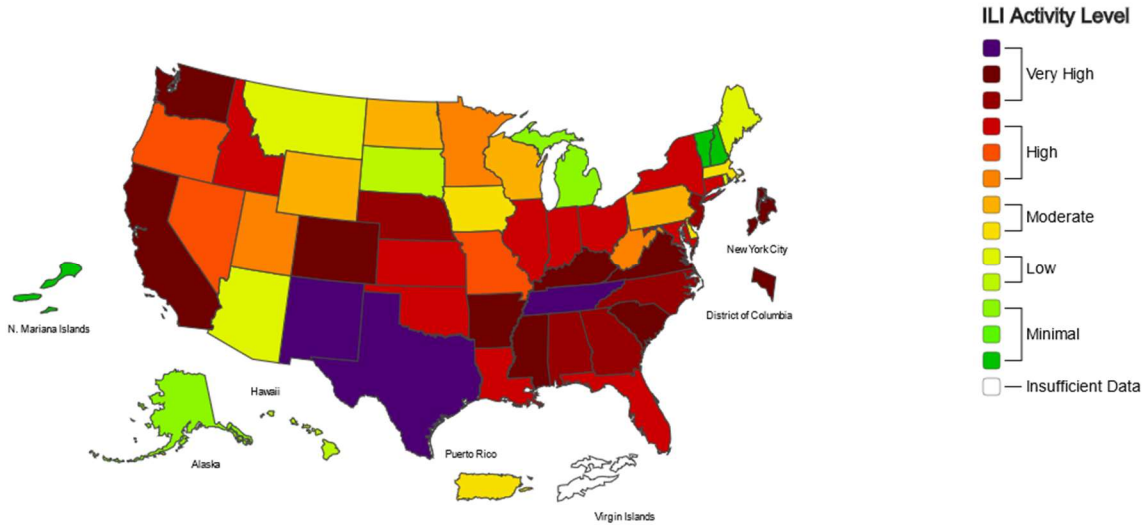 ILI Activity Level
Very High
High
Moderate
Low
Minimal
Insufficient Data
New York City
District of Columbia
N. Mariana Islands
Hawaii
Alaska
Puerto Rico
Virgin Islands